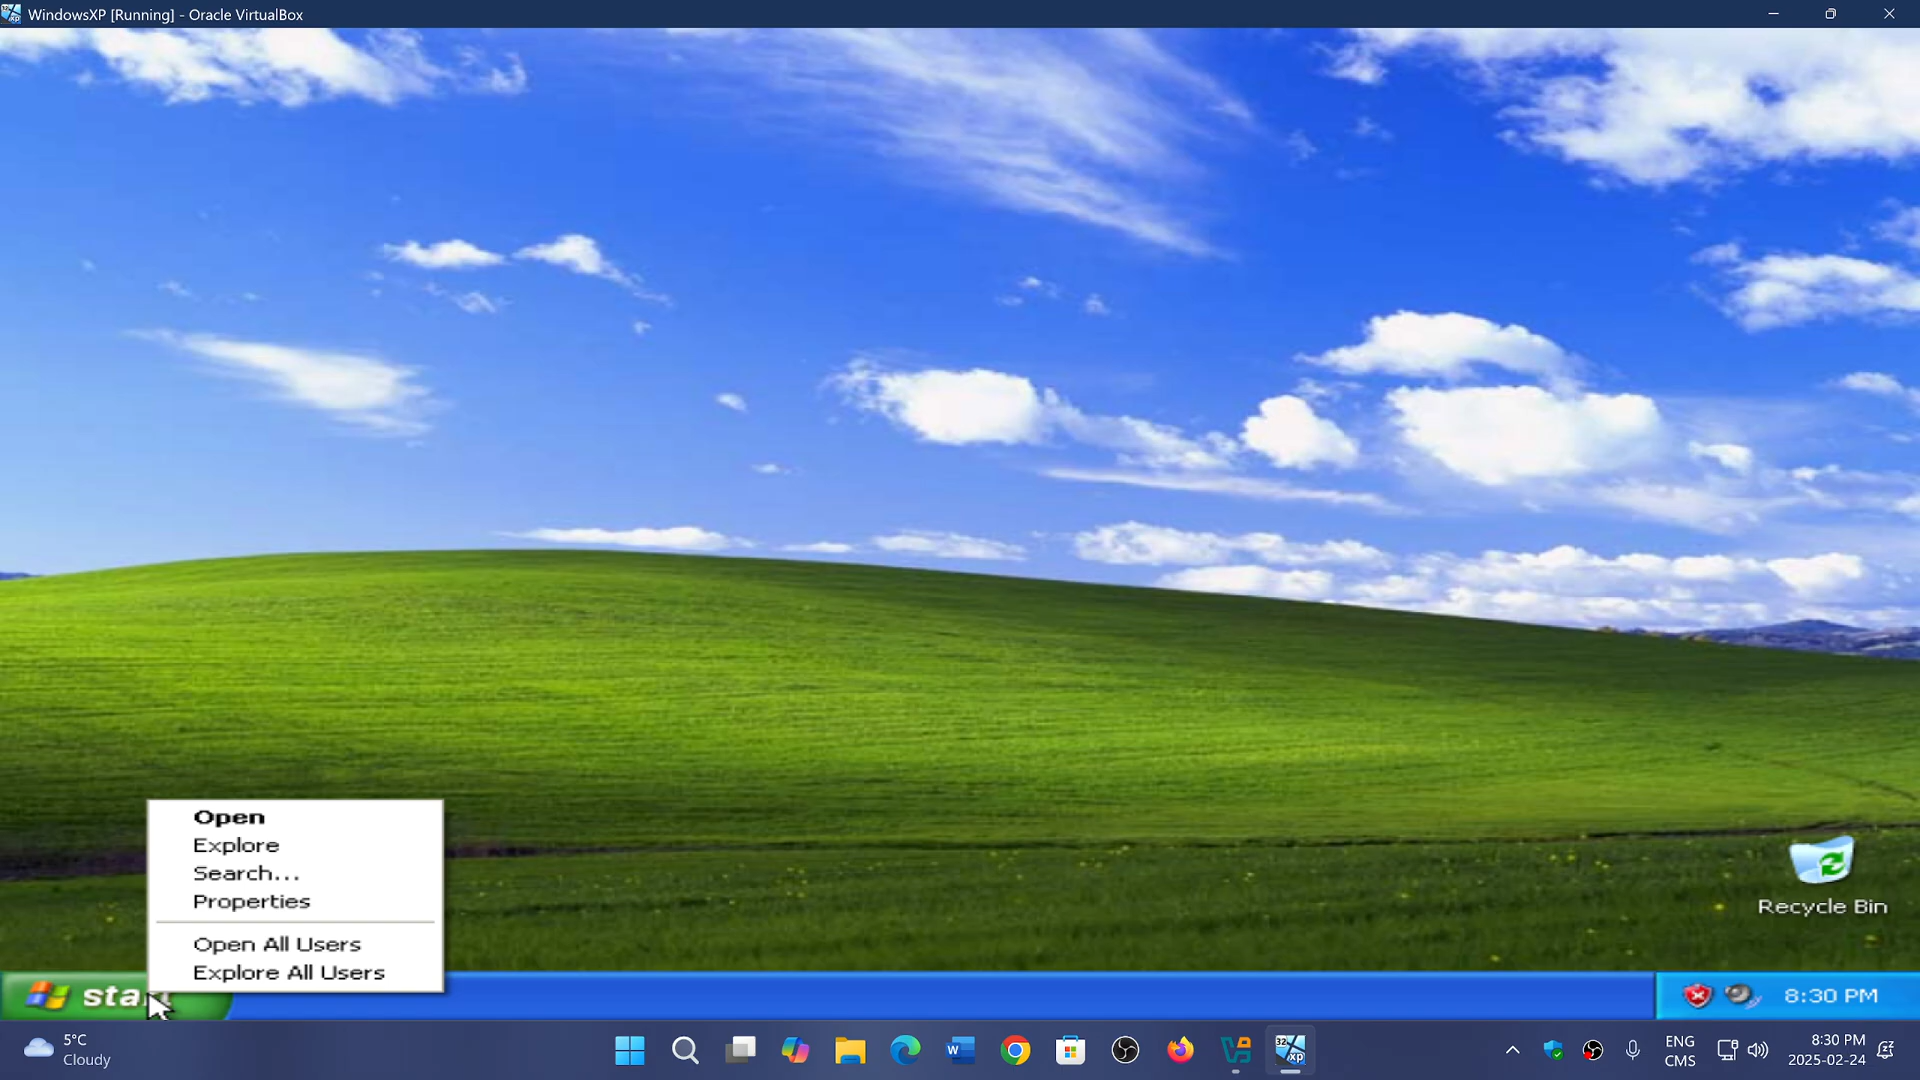 WindowsXP [Running] - Oracle VirtualBox
Open
Explore
Search...
Properties
Open All Users
Explore All Users
Recycle Bin
start
8:30 PM
5°C
Cloudy
ENG
CMS
8:30 PM
2025-02-24